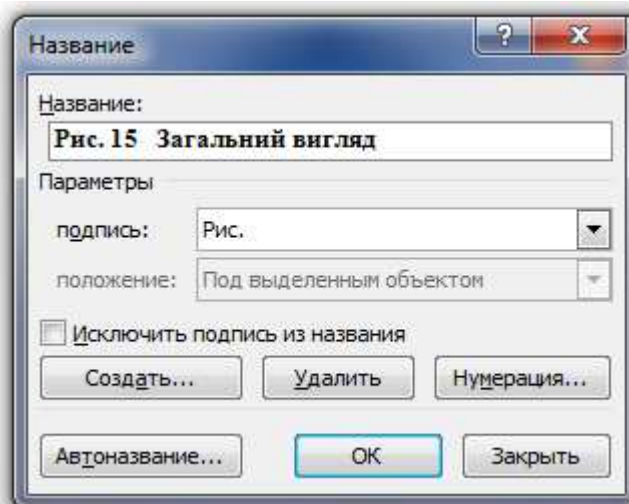 Название
Название:
Рис. 15 Загальний вигляд
Параметры
подпись: Рис.
положение: Под выделенным объектом
Исключить подпись из названия
Создать... Удалить Нумерация...
Автоназвание... ОК Закрыть